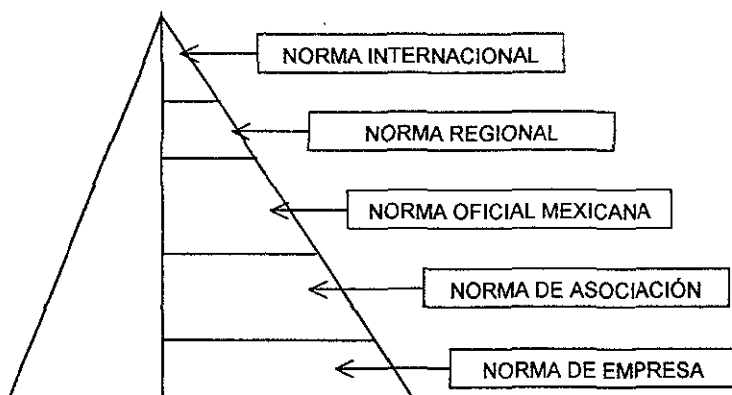 NORMA INTERNACIONAL
NORMA REGIONAL
NORMA OFICIAL MEXICANA
NORMA DE ASOCIACIÓN
NORMA DE EMPRESA